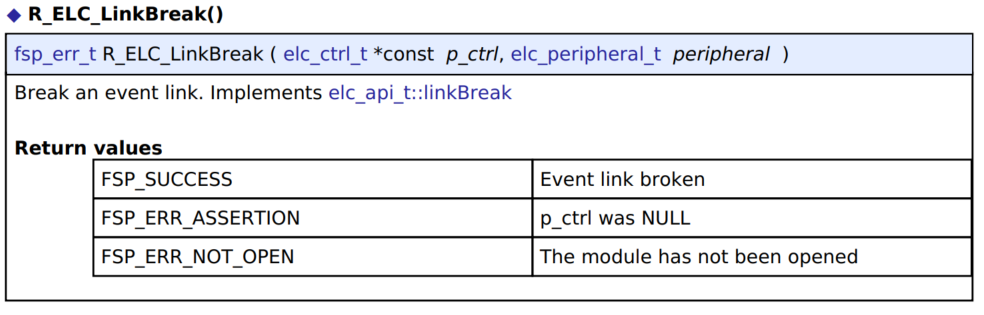 ◆ R_ELC_LinkBreak()
fsp_err_t R_ELC_LinkBreak ( elc_ctrl_t *const p_ctrl, elc_peripheral_t peripheral )
Break an event link. Implements elc_api_t::linkBreak
Return values
FSP_SUCCESS Event link broken
FSP_ERR_ASSERTION p_ctrl was NULL
FSP_ERR_NOT_OPEN The module has not been opened